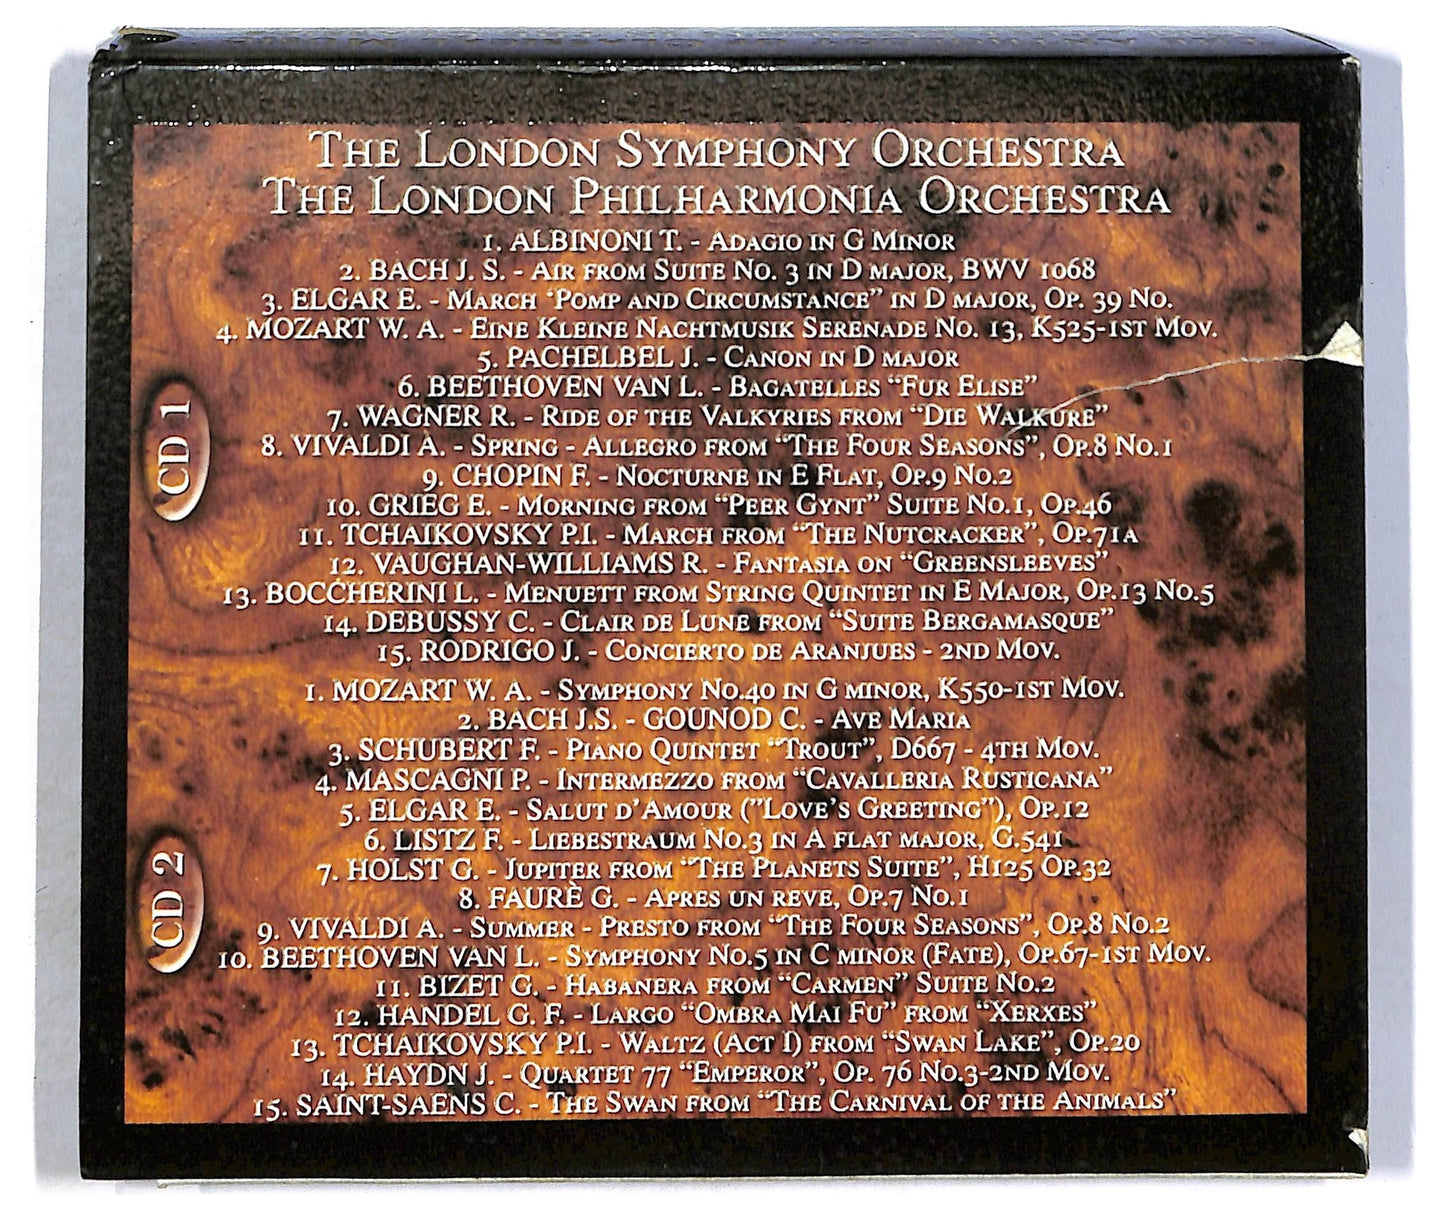 THE LONDON SYMPHONY ORCHESTRA
THE LONDON PHILHARMONIA ORCHESTRA
1. ALBINONI T. - ADAGIO IN G MINOR
2. BACH J. S. - AIR FROM SUITE NO. 3 IN D MAJOR, BWV 1068
3. ELGAR E. - MARCH "POMP AND CIRCUMSTANCE" IN D MAJOR, OP. 39 NO.
4. MOZART W. A. - EINE KLEINE NACHTMUSIK SERENADE NO. 13, K525-1ST MOV.
5. PACHELBEL J. - CANON IN D MAJOR
6. BEETHOVEN VAN L. - BAGATELLES "FUR ELISE"
7. WAGNER R. - RIDE OF THE VALKYRIES FROM "DIE WALKURE"
8. VIVALDI A. - SPRING - ALLEGRO FROM "THE FOUR SEASONS", OP.8 NO.1
9. CHOPIN F. - NOCTURNE IN E FLAT, OP.9 NO.2
10. GRIEG E. - MORNING FROM "PEER GYNT" SUITE NO.1, OP.46
11. TCHAIKOVSKY P.I. - MARCH FROM "THE NUTCRACKER", OP.71A
12. VAUGHAN-WILLIAMS R. - FANTASIA ON "GREENSLEEVES"
13. BOCCHERINI L. - MENUETT FROM STRING QUINTET IN E MAJOR, OP.13 NO.5
14. DEBUSSY C. - CLAIR DE LUNE FROM "SUITE BERGAMASQUE"
15. RODRIGO J. - CONCIERTO DE ARANJUES - 2ND MOV.
CD 1
1. MOZART W. A. - SYMPHONY NO.40 IN G MINOR, K550-1ST MOV.
2. BACH J.S. - GOUNOD C. - AVE MARIA
3. SCHUBERT F. - PIANO QUINTET "TROUT", D667 - 4TH MOV.
4. MASCAGNI P. - INTERMEZZO FROM "CAVALLERIA RUSTICANA"
5. ELGAR E. - SALUT D'AMOUR ("LOVE'S GREETING"), OP.12
6. LISTZ F. - LIEBESTRAUM NO.3 IN A FLAT MAJOR, G.541
7. HOLST G. - JUPITER FROM "THE PLANETS SUITE", H125 OP.32
8. FAURÈ G. - APRES UN REVE, OP.7 NO.1
9. VIVALDI A. - SUMMER - PRESTO FROM "THE FOUR SEASONS", OP.8 NO.2
10. BEETHOVEN VAN L. - SYMPHONY NO.5 IN C MINOR (FATE), OP.67-1ST MOV.
11. BIZET G. - HABANERA FROM "CARMEN" SUITE NO.2
12. HANDEL G. F. - LARGO "OMBRA MAI FU" FROM "XERXES"
13. TCHAIKOVSKY P.I. - WALTZ (ACT I) FROM "SWAN LAKE", OP.20
14. HAYDN J. - QUARTET 77 "EMPEROR", OP. 76 NO.3-2ND MOV.
15. SAINT-SAENS C. - THE SWAN FROM "THE CARNIVAL OF THE ANIMALS"
CD 2